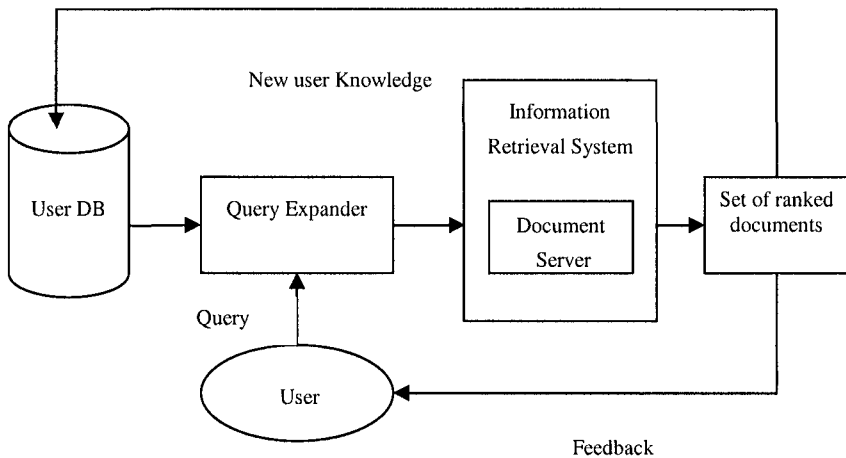 New user Knowledge
Information
Retrieval System
User DB
Query Expander
Document
Server
Set of ranked
documents
Query
User
Feedback